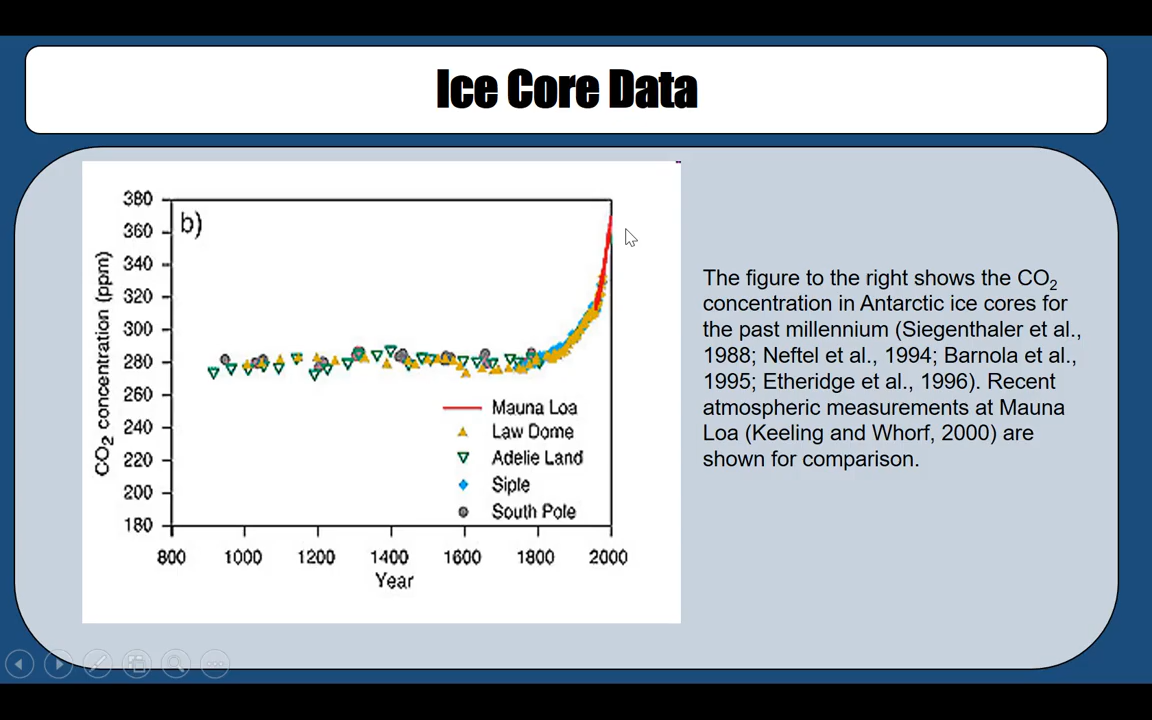 Ice Core Data
b)
CO₂ concentration (ppm)
380
360
340
320
300
280
260
240
220
200
180
Mauna Loa
Law Dome
Adelie Land
Siple
South Pole
800 1000 1200 1400 1600 1800 2000
Year
The figure to the right shows the CO₂
concentration in Antarctic ice cores for
the past millennium (Siegenthaler et al.,
1988; Neftel et al., 1994; Barnola et al.,
1995; Etheridge et al., 1996). Recent
atmospheric measurements at Mauna
Loa (Keeling and Whorf, 2000) are
shown for comparison.